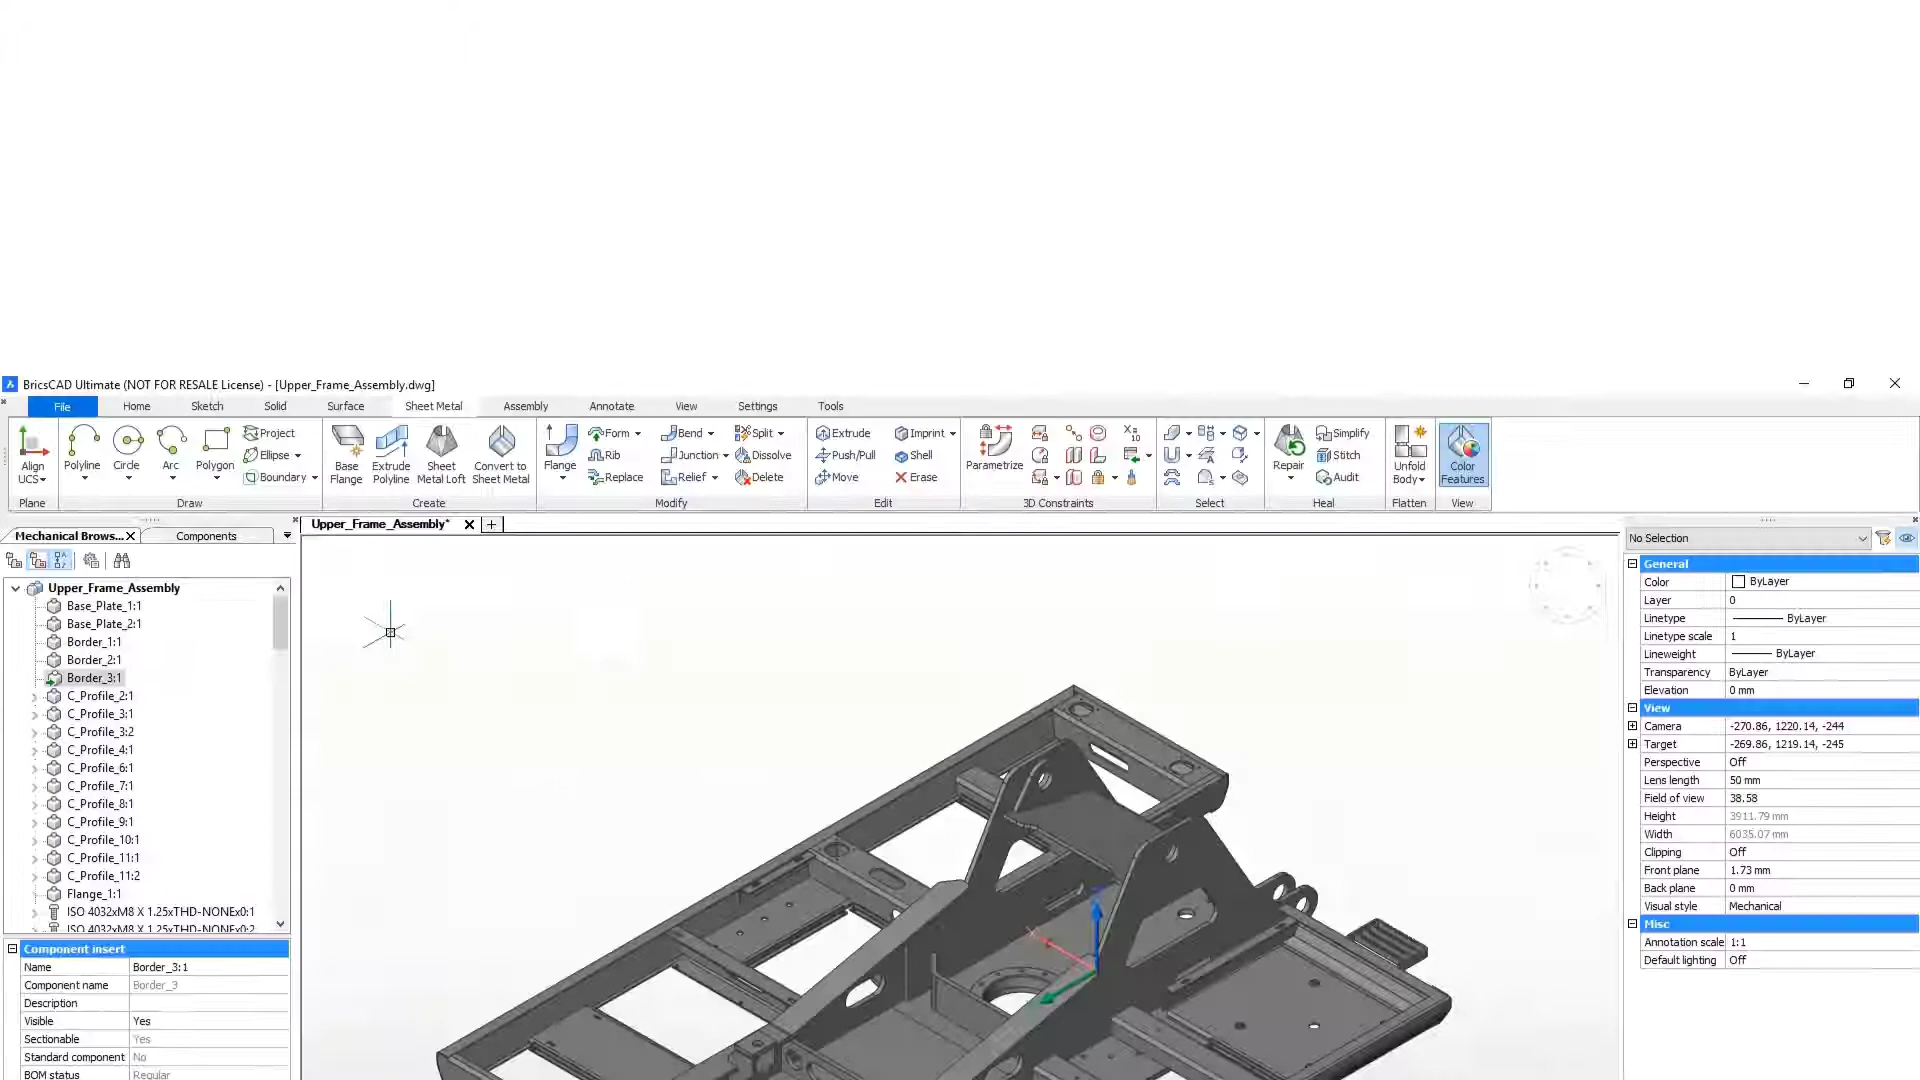 BricsCAD Ultimate (NOT FOR RESALE License) - [Upper_Frame_Assembly.dwg]
File Home Sketch Solid Surface Sheet Metal Assembly Annotate View Settings Tools
Align UCS
Polyline
Circle
Arc
Polygon
Project
Ellipse
Boundary
Base Flange
Extrude Polyline
Sheet Metal Loft
Convert to Sheet Metal
Flange
Form
Rib
Replace
Bend
Junction
Relief
Split
Dissolve
Delete
Extrude
Push/Pull
Move
Imprint
Shell
Erase
Parametrize
Repair
Simplify
Stitch
Audit
Unfold Body
Color Features
Plane Draw Create Modify Edit 3D Constraints Select Heal Flatten View
Mechanical Brows...
Components
Upper_Frame_Assembly*
Upper_Frame_Assembly
Base_Plate_1:1
Base_Plate_2:1
Border_1:1
Border_2:1
Border_3:1
C_Profile_2:1
C_Profile_3:1
C_Profile_3:2
C_Profile_4:1
C_Profile_6:1
C_Profile_7:1
C_Profile_8:1
C_Profile_9:1
C_Profile_10:1
C_Profile_11:1
C_Profile_11:2
Flange_1:1
ISO 4032xM8 X 1.25xTHD-NONEx0:1
ISO 4032xM8 X 1.25xTHD-NONEx0:2
Component insert
Name Border_3:1
Component name Border_3
Description
Visible Yes
Sectionable Yes
Standard component No
BOM status Regular
No Selection
General
Color ByLayer
Layer 0
Linetype ByLayer
Linetype scale 1
Lineweight ByLayer
Transparency ByLayer
Elevation 0 mm
View
Camera -270.86, 1220.14, -244
Target -269.86, 1219.14, -245
Perspective Off
Lens length 50 mm
Field of view 38.58
Height 3911.79 mm
Width 6035.07 mm
Clipping Off
Front plane 1.73 mm
Back plane 0 mm
Visual style Mechanical
Misc
Annotation scale 1:1
Default lighting Off